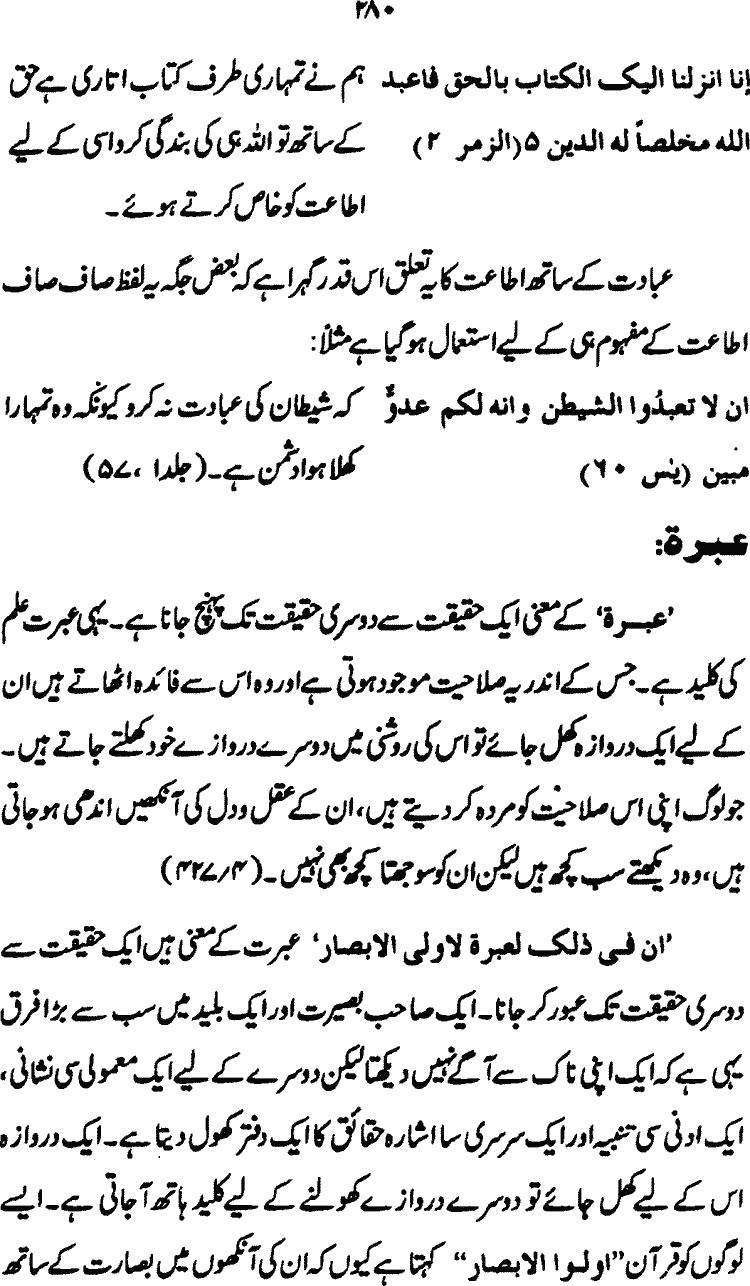 ۲۸۰
إنا انزلنا اليک الکتاب بالحق فاعبد ہم نے تمہاری طرف کتاب اتاری ہے حق
الله مخلصاً له الدين ۵(الزمر ۲) کے ساتھ تو اللہ ہی کی بندگی کرو اسی کے لیے
اطاعت کو خاص کرتے ہوئے۔
عبادت کے ساتھ اطاعت کا یہ تعلق اس قدر گہرا ہے کہ بعض جگہ یہ لفظ صاف صاف
اطاعت کے مفہوم ہی کے لیے استعمال ہو گیا ہے مثلاً:
ان لا تعبدُوا الشيطن وانه لکم عدوٌّ کہ شیطان کی عبادت نہ کرو کیونکہ وہ تمہارا
مبین (یٰس ۶۰) کھلا ہوا دشمن ہے۔(جلد۱ ،۵۷)
عبرة:
’عبرة‘ کے معنی ایک حقیقت سے دوسری حقیقت تک پہنچ جانا ہے۔ یہی عبرت علم
کی کلید ہے۔ جس کے اندر یہ صلاحیت موجود ہوتی ہے اور وہ اس سے فائدہ اٹھاتے ہیں ان
کے لیے ایک دروازہ کھل جائے تو اس کی روشنی میں دوسرے دروازے خود کھلتے جاتے ہیں۔
جو لوگ اپنی اس صلاحیت کو مردہ کر دیتے ہیں، ان کے عقل و دل کی آنکھیں اندھی ہو جاتی
ہیں، وہ دیکھتے سب کچھ ہیں لیکن ان کو سوجھتا کچھ بھی نہیں۔(۴۲۷/۴)
’ان فی ذلک لعبرة لاولی الابصار‘ عبرت کے معنی ہیں ایک حقیقت سے
دوسری حقیقت تک عبور کر جانا۔ ایک صاحب بصیرت اور ایک بلید میں سب سے بڑا فرق
یہی ہے کہ ایک اپنی ناک سے آگے نہیں دیکھتا لیکن دوسرے کے لیے ایک معمولی سی نشانی،
ایک ادنیٰ سی تنبیہ اور ایک سرسری سا اشارہ حقائق کا ایک دفتر کھول دیتا ہے۔ ایک دروازہ
اس کے لیے کھل جائے تو دوسرے دروازے کھولنے کے لیے کلید ہاتھ آ جاتی ہے۔ ایسے
لوگوں کو قرآن ”اولوا الابصار“ کہتا ہے کیوں کہ ان کی آنکھوں میں بصارت کے ساتھ